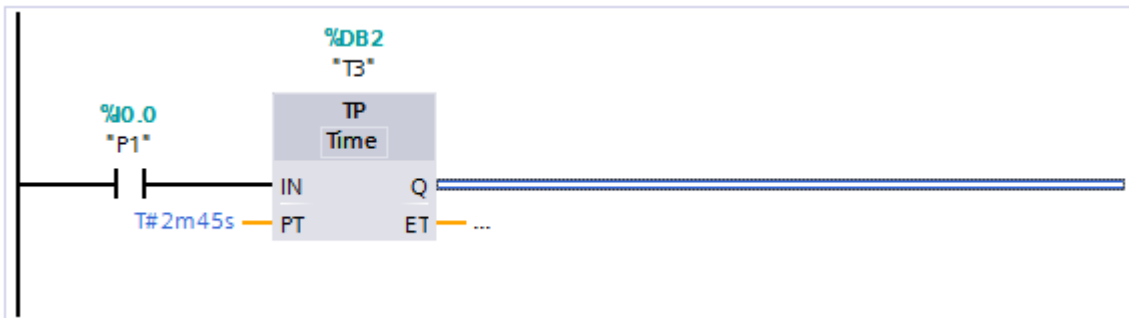 %DB2
"T3"
%I0.0
"P1"
TP
Time
IN
Q
T#2m45s
PT
ET
...